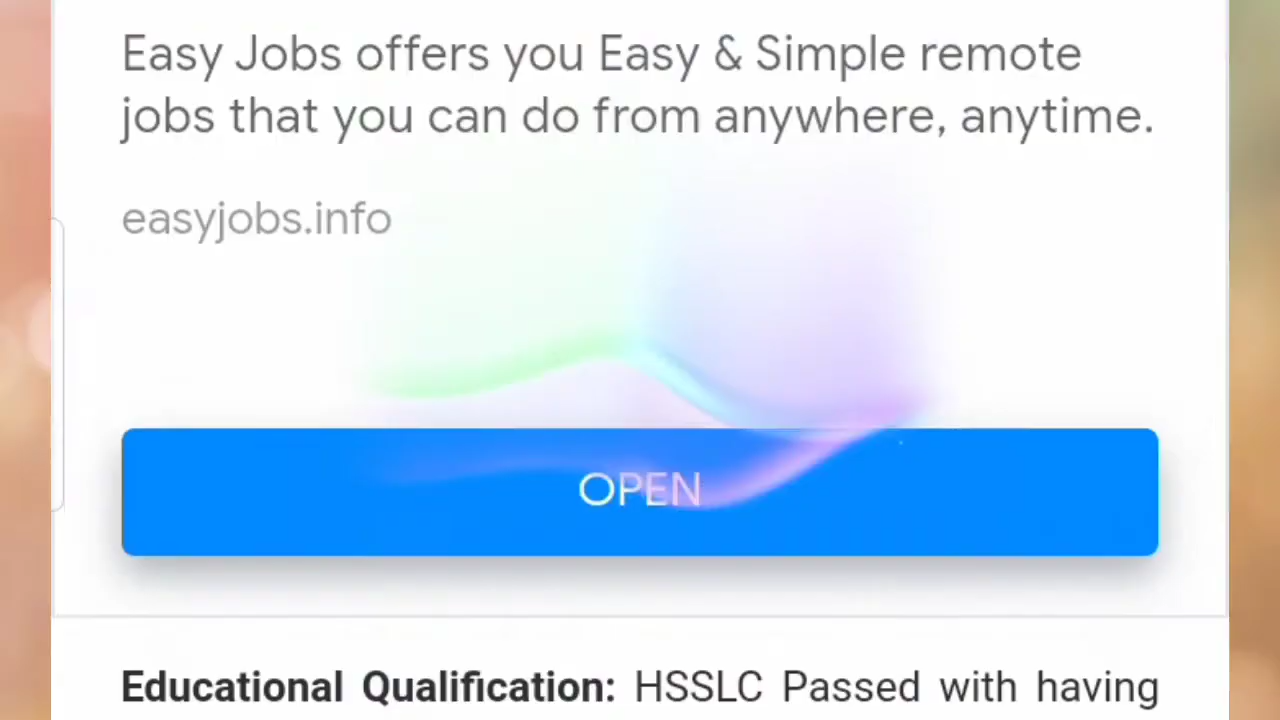 Easy Jobs offers you Easy & Simple remote
jobs that you can do from anywhere, anytime.
easyjobs.info
OPEN
Educational Qualification: HSSLC Passed with having